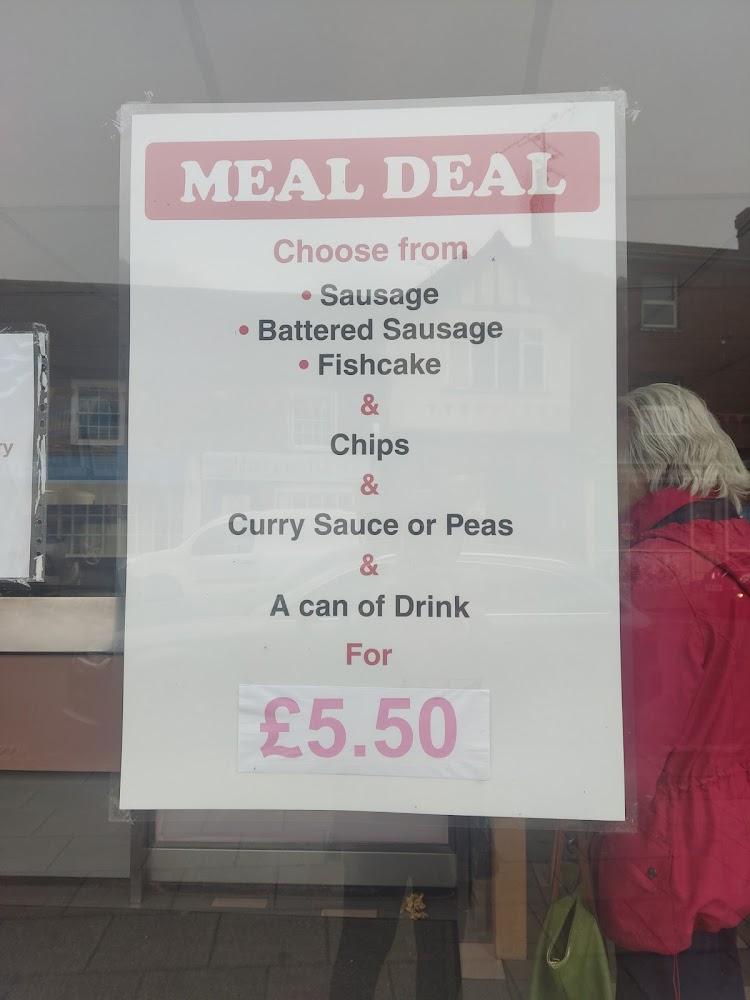 MEAL DEAL
Choose from
• Sausage
• Battered Sausage
• Fishcake
&
Chips
&
Curry Sauce or Peas
&
A can of Drink
For
£5.50